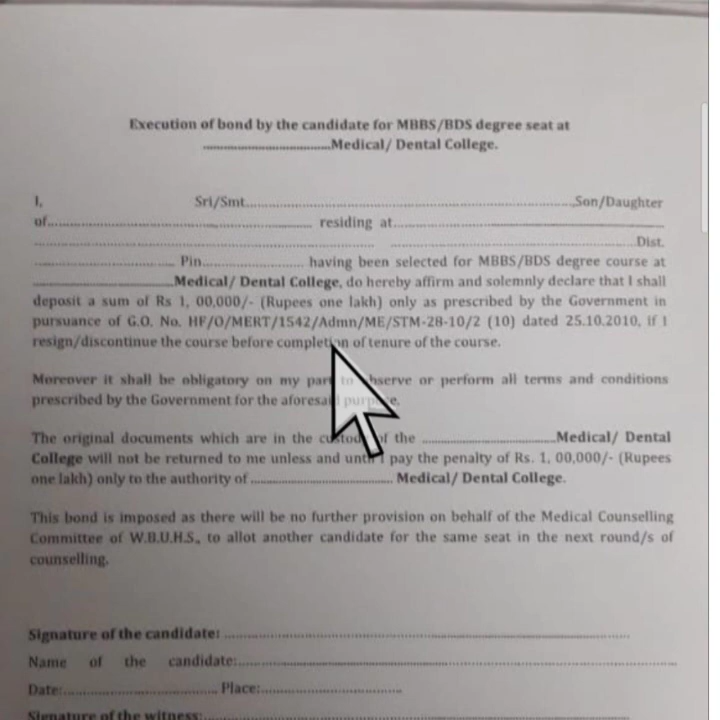 Execution of bond by the candidate for MBBS/BDS degree seat at
........................................Medical/ Dental College.
I, Sri/Smt........................................Son/Daughter
of........................................ residing at........................................
........................................ ........................................Dist.
........................................ Pin.............................. having been selected for MBBS/BDS degree course at
........................................Medical/ Dental College, do hereby affirm and solemnly declare that I shall
deposit a sum of Rs 1, 00,000/- (Rupees one lakh) only as prescribed by the Government in
pursuance of G.O. No. HF/O/MERT/1542/Admn/ME/STM-28-10/2 (10) dated 25.10.2010, if I
resign/discontinue the course before completion of tenure of the course.
Moreover it shall be obligatory on my part to observe or perform all terms and conditions
prescribed by the Government for the aforesaid purpose.
The original documents which are in the custody of the ........................................Medical/ Dental
College will not be returned to me unless and until I pay the penalty of Rs. 1, 00,000/- (Rupees
one lakh) only to the authority of ........................................ Medical/ Dental College.
This bond is imposed as there will be no further provision on behalf of the Medical Counselling
Committee of W.B.U.H.S., to allot another candidate for the same seat in the next round/s of
counselling.
Signature of the candidate: ........................................
Name of the candidate:........................................
Date:........................................ Place:........................................
Signature of the witness:........................................